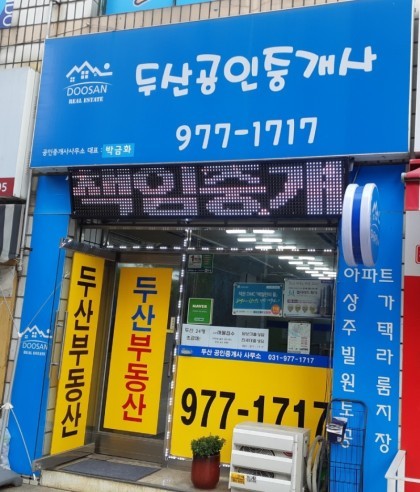 DOOSAN
REAL ESTATE
두산공인중개사
977-1717
공인중개사사무소 대표 : 박금화
책임중개
두산부동산
두산부동산
DOOSAN
REAL ESTATE
NAVER
두산 공인중개사 사무소 031-977-1717
977-1717
아파트
상가
주택
빌라
원룸
토지
공장